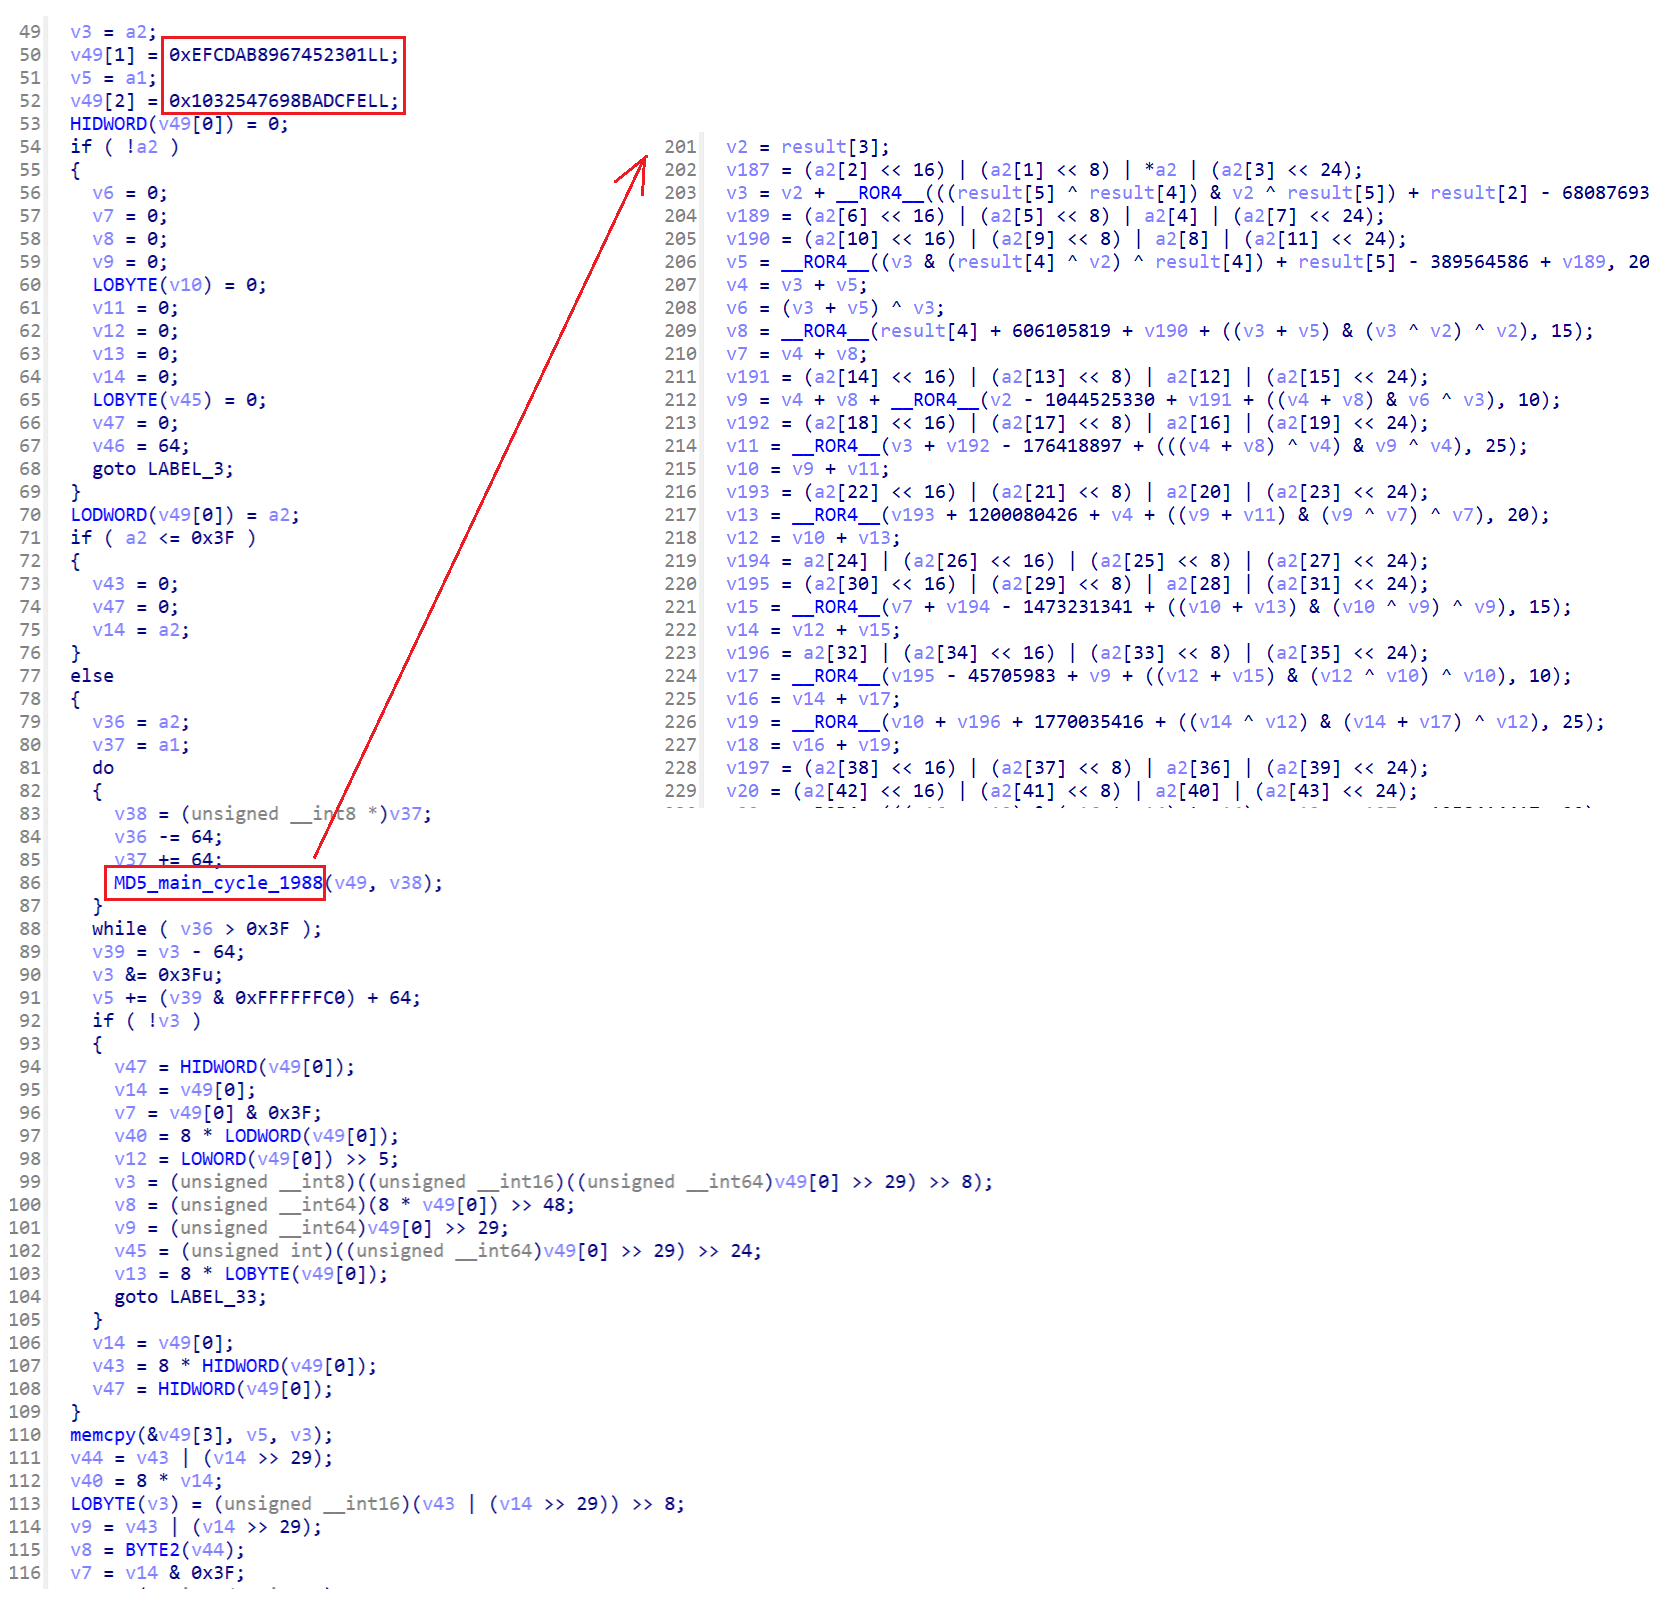 49 v3 = a2;
50 v49[1] = 0xEFCDAB8967452301LL;
51 v5 = a1;
52 v49[2] = 0x1032547698BADCFELL;
53 HIDWORD(v49[0]) = 0;
54 if ( !a2 )
55 {
56 v6 = 0;
57 v7 = 0;
58 v8 = 0;
59 v9 = 0;
60 LOBYTE(v10) = 0;
61 v11 = 0;
62 v12 = 0;
63 v13 = 0;
64 v14 = 0;
65 LOBYTE(v45) = 0;
66 v47 = 0;
67 v46 = 64;
68 goto LABEL_3;
69 }
70 LODWORD(v49[0]) = a2;
71 if ( a2 <= 0x3F )
72 {
73 v43 = 0;
74 v47 = 0;
75 v14 = a2;
76 }
77 else
78 {
79 v36 = a2;
80 v37 = a1;
81 do
82 {
83 v38 = (unsigned __int8 *)v37;
84 v36 -= 64;
85 v37 += 64;
86 MD5_main_cycle_1988(v49, v38);
87 }
88 while ( v36 > 0x3F );
89 v39 = v3 - 64;
90 v3 &= 0x3Fu;
91 v5 += (v39 & 0xFFFFFFC0) + 64;
92 if ( !v3 )
93 {
94 v47 = HIDWORD(v49[0]);
95 v14 = v49[0];
96 v7 = v49[0] & 0x3F;
97 v40 = 8 * LODWORD(v49[0]);
98 v12 = LOWORD(v49[0]) >> 5;
99 v3 = (unsigned __int8)((unsigned __int16)((unsigned __int64)v49[0] >> 29) >> 8);
100 v8 = (unsigned __int64)(8 * v49[0]) >> 48;
101 v9 = (unsigned __int64)v49[0] >> 29;
102 v45 = (unsigned int)((unsigned __int64)v49[0] >> 29) >> 24;
103 v13 = 8 * LOBYTE(v49[0]);
104 goto LABEL_33;
105 }
106 v14 = v49[0];
107 v43 = 8 * HIDWORD(v49[0]);
108 v47 = HIDWORD(v49[0]);
109 }
110 memcpy(&v49[3], v5, v3);
111 v44 = v43 | (v14 >> 29);
112 v40 = 8 * v14;
113 LOBYTE(v3) = (unsigned __int16)(v43 | (v14 >> 29)) >> 8;
114 v9 = v43 | (v14 >> 29);
115 v8 = BYTE2(v44);
116 v7 = v14 & 0x3F;
201 v2 = result[3];
202 v187 = (a2[2] << 16) | (a2[1] << 8) | *a2 | (a2[3] << 24);
203 v3 = v2 + __ROR4__(((result[5] ^ result[4]) & v2 ^ result[5]) + result[2] - 68087693
204 v189 = (a2[6] << 16) | (a2[5] << 8) | a2[4] | (a2[7] << 24);
205 v190 = (a2[10] << 16) | (a2[9] << 8) | a2[8] | (a2[11] << 24);
206 v5 = __ROR4__((v3 & (result[4] ^ v2) ^ result[4]) + result[5] - 389564586 + v189, 20
207 v4 = v3 + v5;
208 v6 = (v3 + v5) ^ v3;
209 v8 = __ROR4__(result[4] + 606105819 + v190 + ((v3 + v5) & (v3 ^ v2) ^ v2), 15);
210 v7 = v4 + v8;
211 v191 = (a2[14] << 16) | (a2[13] << 8) | a2[12] | (a2[15] << 24);
212 v9 = v4 + v8 + __ROR4__(v2 - 1044525330 + v191 + ((v4 + v8) & v6 ^ v3), 10);
213 v192 = (a2[18] << 16) | (a2[17] << 8) | a2[16] | (a2[19] << 24);
214 v11 = __ROR4__(v3 + v192 - 176418897 + (((v4 + v8) ^ v4) & v9 ^ v4), 25);
215 v10 = v9 + v11;
216 v193 = (a2[22] << 16) | (a2[21] << 8) | a2[20] | (a2[23] << 24);
217 v13 = __ROR4__(v193 + 1200080426 + v4 + ((v9 + v11) & (v9 ^ v7) ^ v7), 20);
218 v12 = v10 + v13;
219 v194 = a2[24] | (a2[26] << 16) | (a2[25] << 8) | (a2[27] << 24);
220 v195 = (a2[30] << 16) | (a2[29] << 8) | a2[28] | (a2[31] << 24);
221 v15 = __ROR4__(v7 + v194 - 1473231341 + ((v10 + v13) & (v10 ^ v9) ^ v9), 15);
222 v14 = v12 + v15;
223 v196 = a2[32] | (a2[34] << 16) | (a2[33] << 8) | (a2[35] << 24);
224 v17 = __ROR4__(v195 - 45705983 + v9 + ((v12 + v15) & (v12 ^ v10) ^ v10), 10);
225 v16 = v14 + v17;
226 v19 = __ROR4__(v10 + v196 + 1770035416 + ((v14 ^ v12) & (v14 + v17) ^ v12), 25);
227 v18 = v16 + v19;
228 v197 = (a2[38] << 16) | (a2[37] << 8) | a2[36] | (a2[39] << 24);
229 v20 = (a2[42] << 16) | (a2[41] << 8) | a2[40] | (a2[43] << 24);